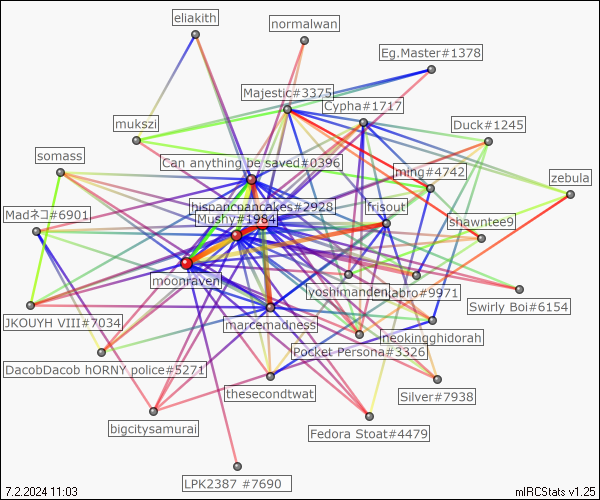 eliakith
normalwan
Eg.Master#1378
Majestic#3375
Cypha#1717
mukszi
Duck#1245
somass
Can anything be saved#0396
ming#4742
zebula
hispanicpancakes#2928
frisout
Madネコ#6901
Mushy#1984
shawntee9
moonraven
yoshimanden
abro#9971
Swirly Boi#6154
JKOUYH VIII#7034
marcemadness
neokingghidorah
Pocket Persona#3326
DacobDacob hORNY police#5271
thesecondtwat
Silver#7938
bigcitysamurai
Fedora Stoat#4479
LPK2387 #7690
7.2.2024 11:03
mIRCStats v1.25